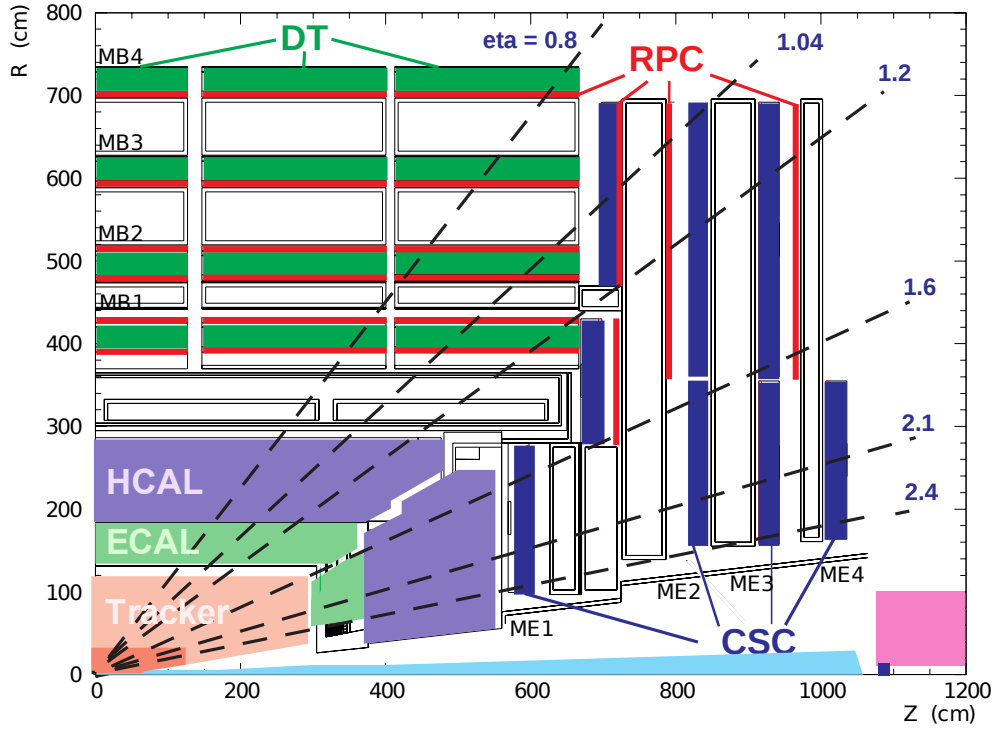 R (cm)
800
700
600
500
400
300
200
100
0
DT
eta = 0.8
1.04
RPC
1.2
MB4
MB3
MB2
MB1
1.6
2.1
2.4
HCAL
ECAL
Tracker
ME1
ME2
ME3
ME4
CSC
0
200
400
600
800
1000
1200
Z (cm)